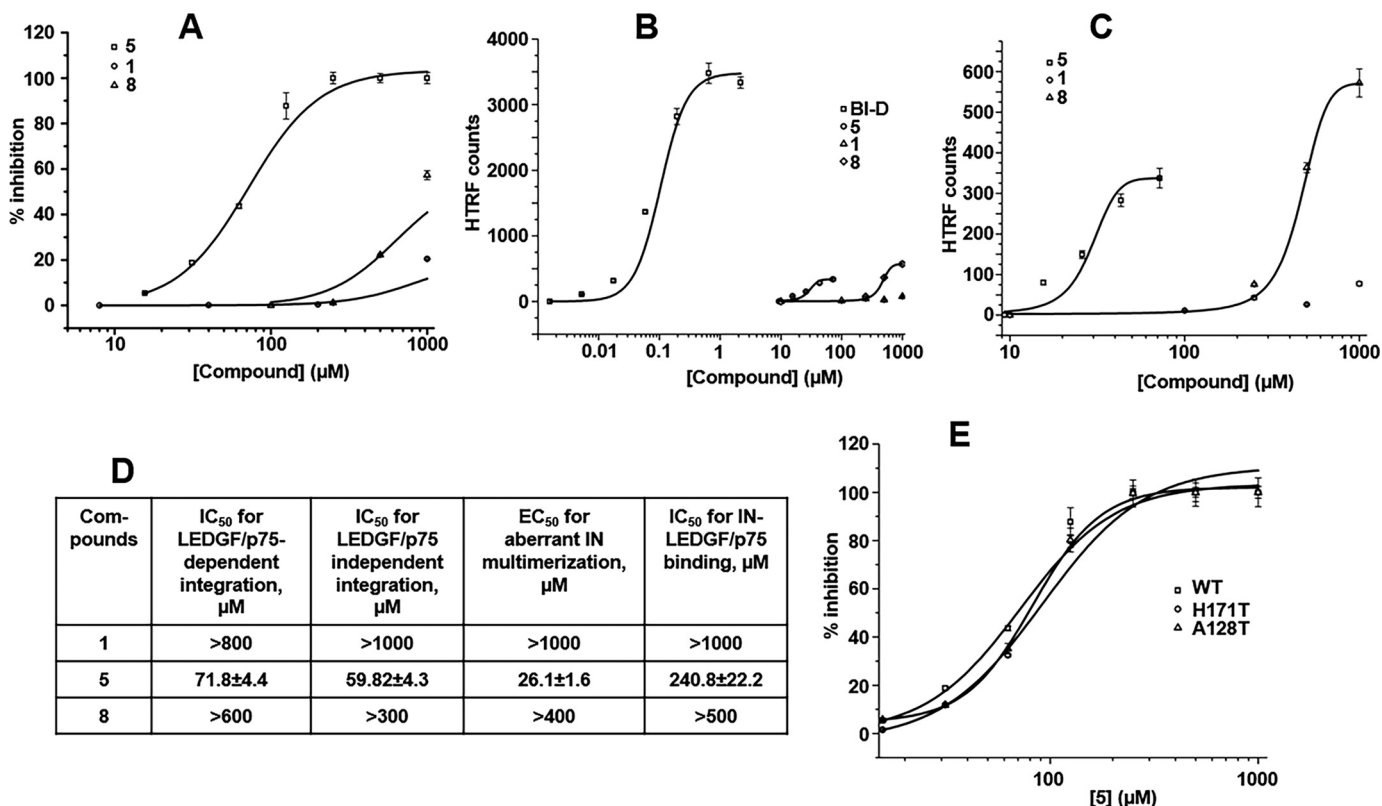 A
5
1
8
120
100
80
60
40
20
0
% inhibition
10
100
1000
[Compound] (µM)
B
4000
3000
2000
1000
0
HTRF counts
BI-D
5
1
8
0.01
0.1
1
10
100
1000
[Compound] (µM)
C
5
1
8
600
500
400
300
200
100
0
HTRF counts
10
100
1000
[Compound] (µM)
D
Com-
pounds
IC50 for
LEDGF/p75-
dependent
integration,
µM
IC50 for
LEDGF/p75
independent
integration,
µM
EC50 for
aberrant IN
multimerization,
µM
IC50 for IN-
LEDGF/p75
binding, µM
1 >800 >1000 >1000 >1000
5 71.8±4.4 59.82±4.3 26.1±1.6 240.8±22.2
8 >600 >300 >400 >500
E
120
100
80
60
40
20
0
% inhibition
WT
H171T
A128T
100
1000
[5] (µM)